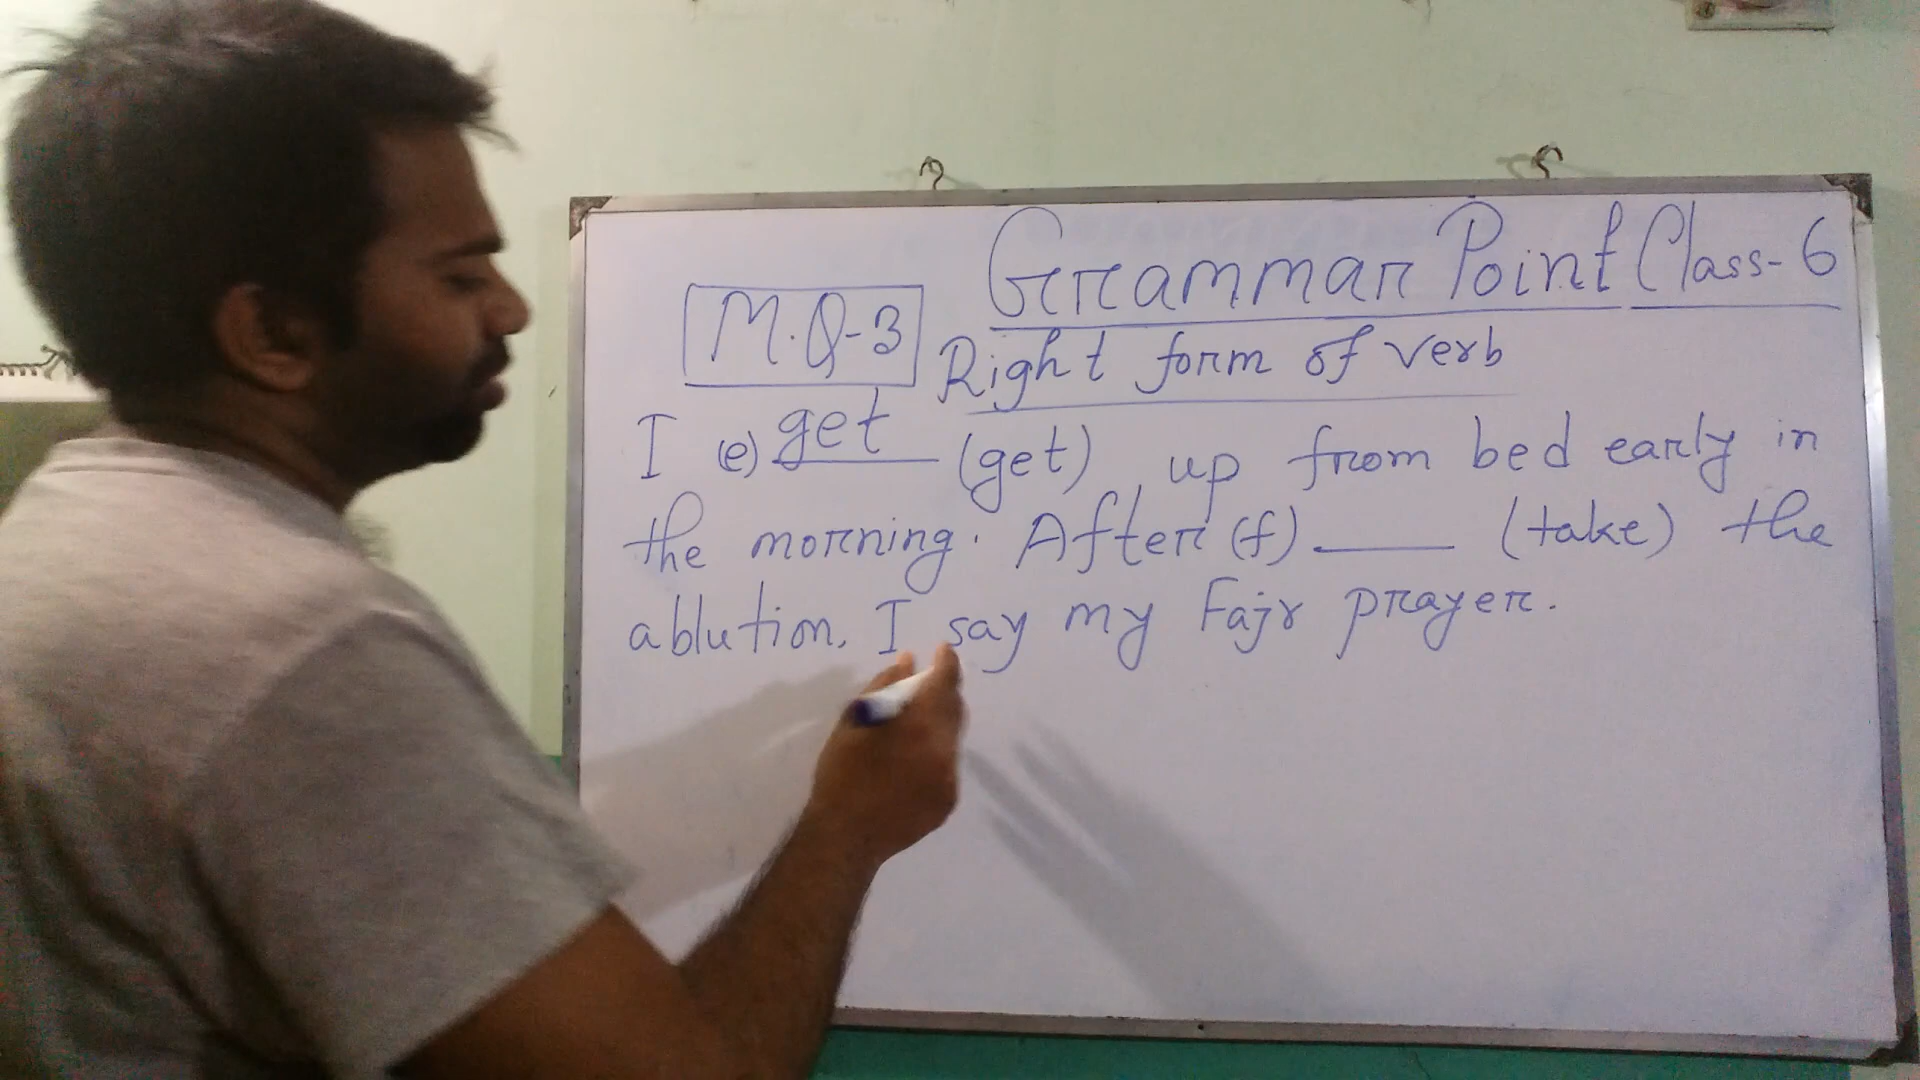 Grammar Point Class-6
M.Q-3
Right form of verb
I (e) get (get) up from bed early in
the morning. After (f) ____ (take) the
ablution, I say my Fajr prayer.